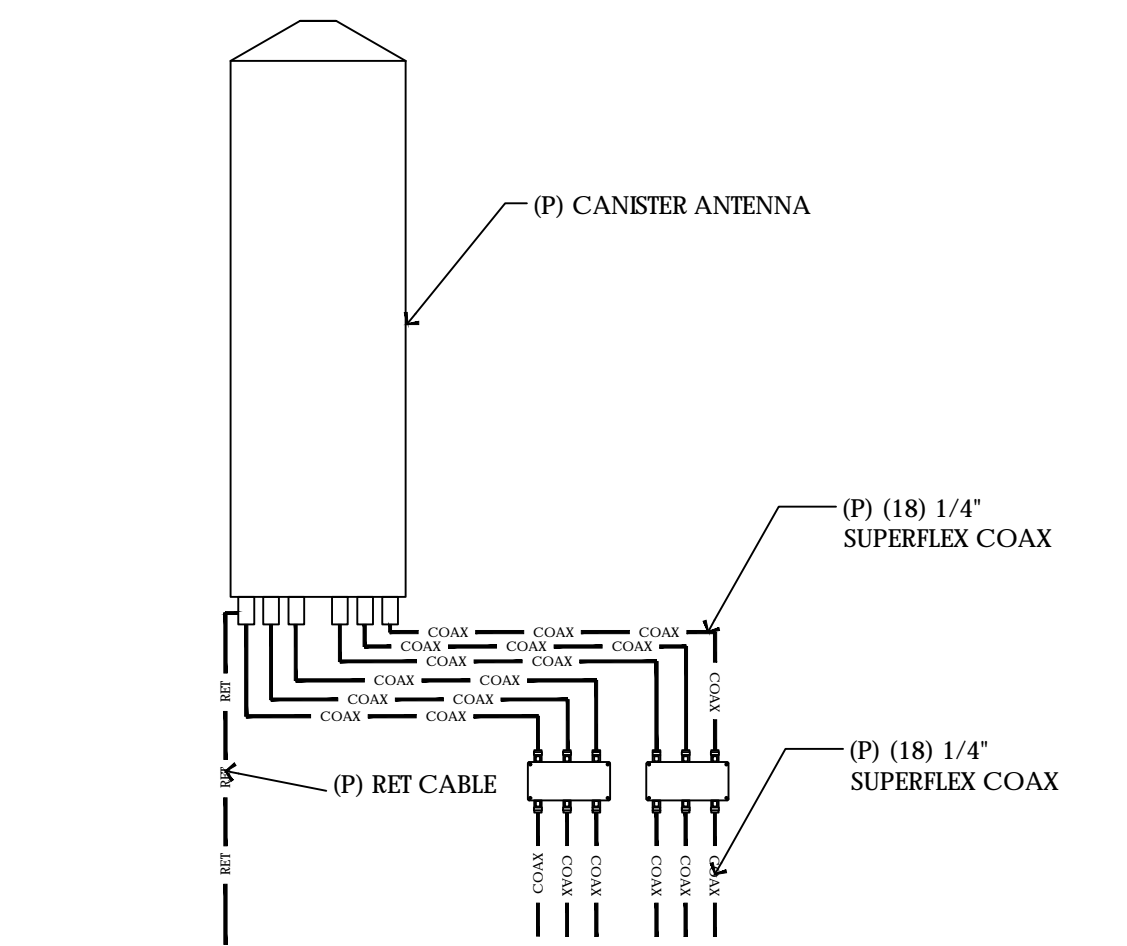 (P) CANISTER ANTENNA
(P) (18) 1/4"
SUPERFLEX COAX
COAX COAX COAX
COAX COAX COAX
COAX COAX
COAX COAX
COAX COAX
COAX COAX
RET
COAX
(P) (18) 1/4"
SUPERFLEX COAX
RET
(P) RET CABLE
RET
COAX COAX COAX COAX COAX COAX